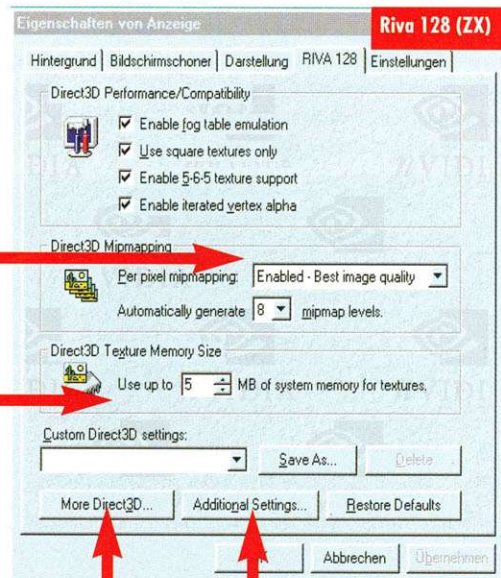 Eigenschaften von Anzeige
Riva 128 (ZX)
Hintergrund Bildschirmschoner Darstellung RIVA 128 Einstellungen
Direct3D Performance/Compatibility
Enable fog table emulation
Use square textures only
Enable 5-6-5 texture support
Enable iterated vertex alpha
Direct3D Mipmapping
Per pixel mipmapping: Enabled - Best image quality
Automatically generate 8 mipmap levels.
Direct3D Texture Memory Size
Use up to 5 MB of system memory for textures.
Custom Direct3D settings:
Save As... Delete
More Direct3D... Additional Settings... Restore Defaults
Abbrechen Übernehmen